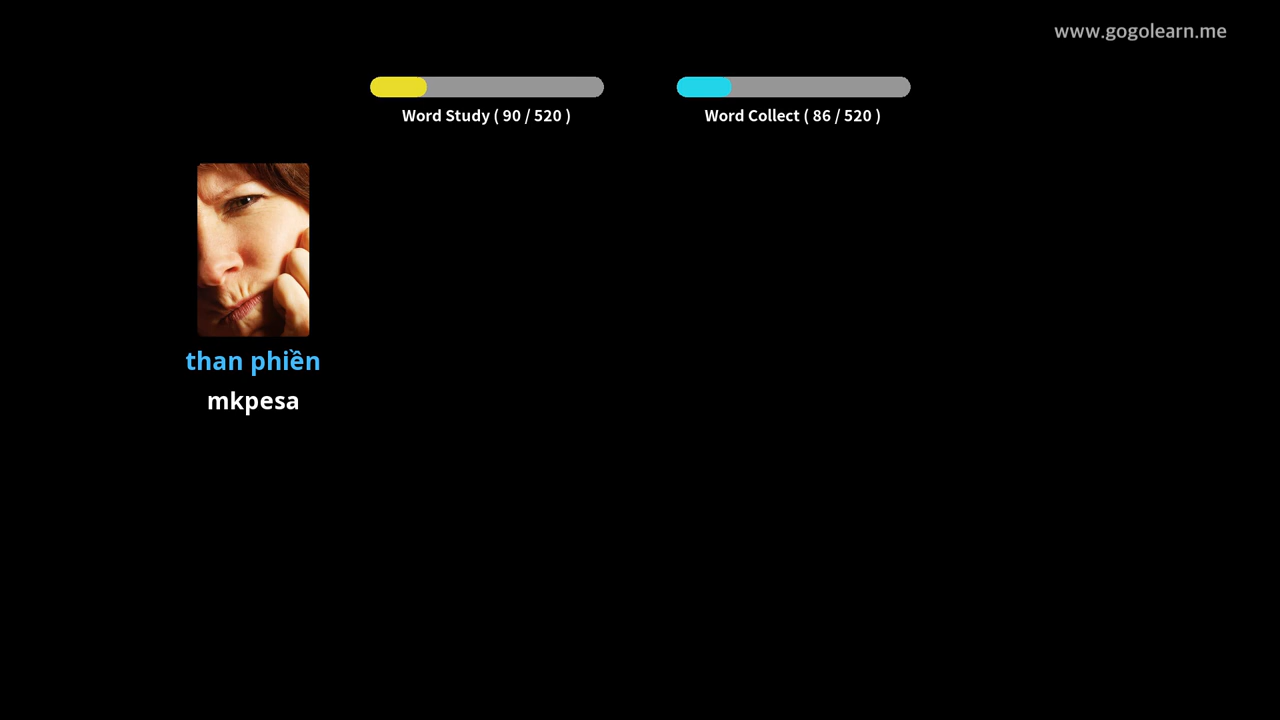 www.gogolearn.me
Word Study ( 90 / 520 )
Word Collect ( 86 / 520 )
than phiền
mkpesa